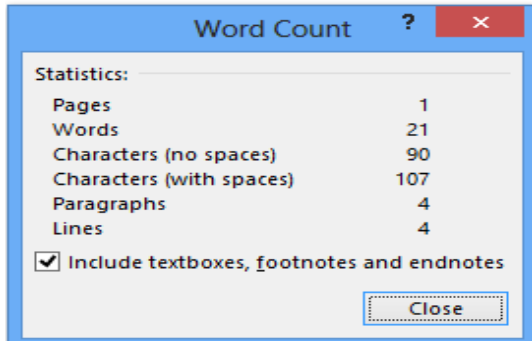 Word Count ? ×
Statistics:
Pages 1
Words 21
Characters (no spaces) 90
Characters (with spaces) 107
Paragraphs 4
Lines 4
Include textboxes, footnotes and endnotes
Close